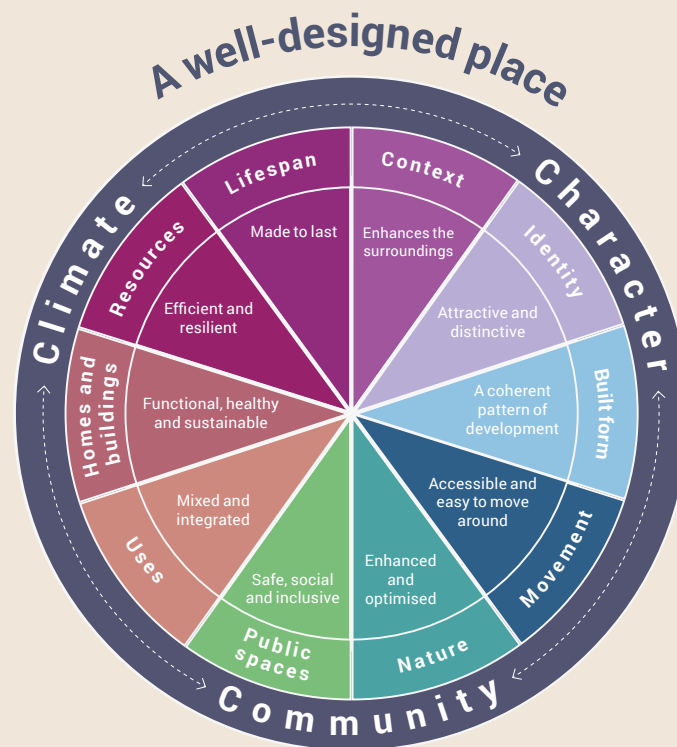 A well-designed place
Climate
Character
Community
Context
Enhances the
surroundings
Identity
Attractive and
distinctive
Built form
A coherent
pattern of
development
Movement
Accessible and
easy to move
around
Nature
Enhanced
and
optimised
Public
spaces
Safe, social
and inclusive
Uses
Mixed and
integrated
Homes and
buildings
Functional, healthy
and sustainable
Resources
Efficient and
resilient
Lifespan
Made to last